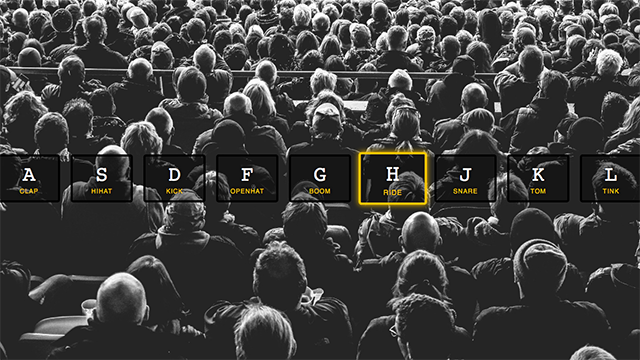 A S D F G H J K L
CLAP HIHAT KICK OPENHAT BOOM RIDE SNARE TOM TINK